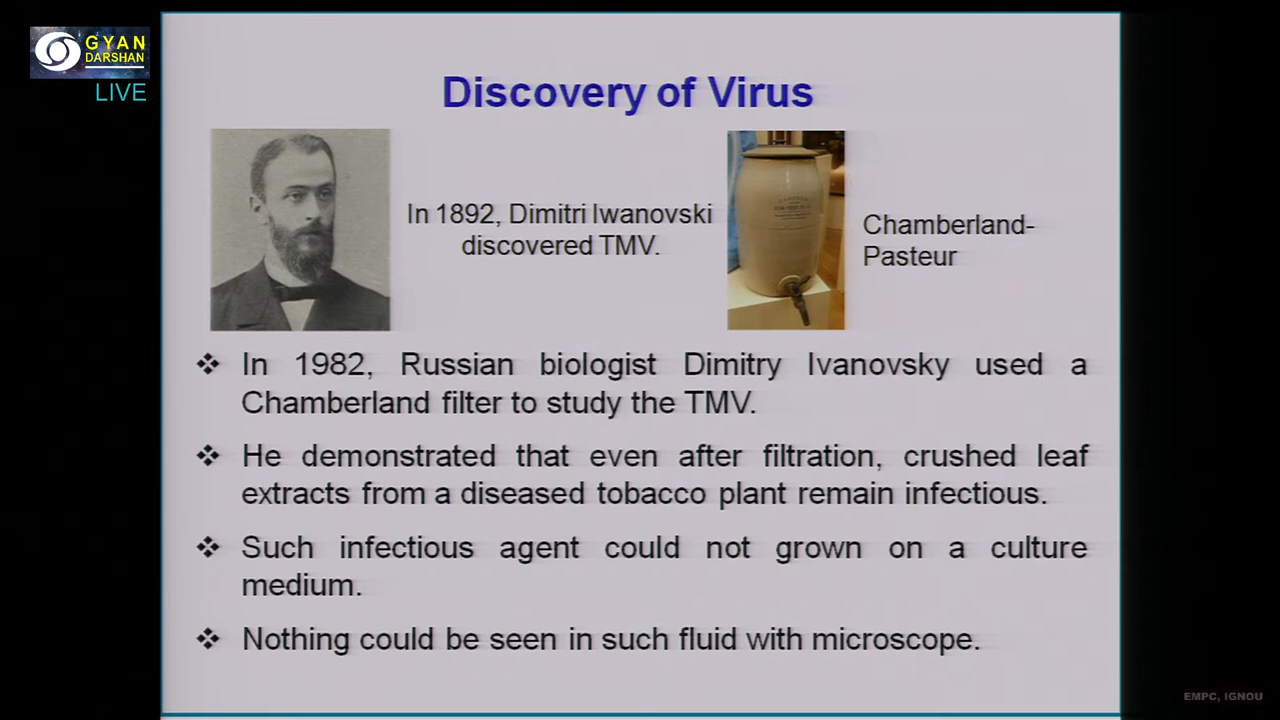 GYAN
DARSHAN
LIVE
Discovery of Virus
In 1892, Dimitri Iwanovski
discovered TMV.
Chamberland-
Pasteur
❖ In 1982, Russian biologist Dimitry Ivanovsky used a
Chamberland filter to study the TMV.
❖ He demonstrated that even after filtration, crushed leaf
extracts from a diseased tobacco plant remain infectious.
❖ Such infectious agent could not grown on a culture
medium.
❖ Nothing could be seen in such fluid with microscope.
EMPC, IGNOU